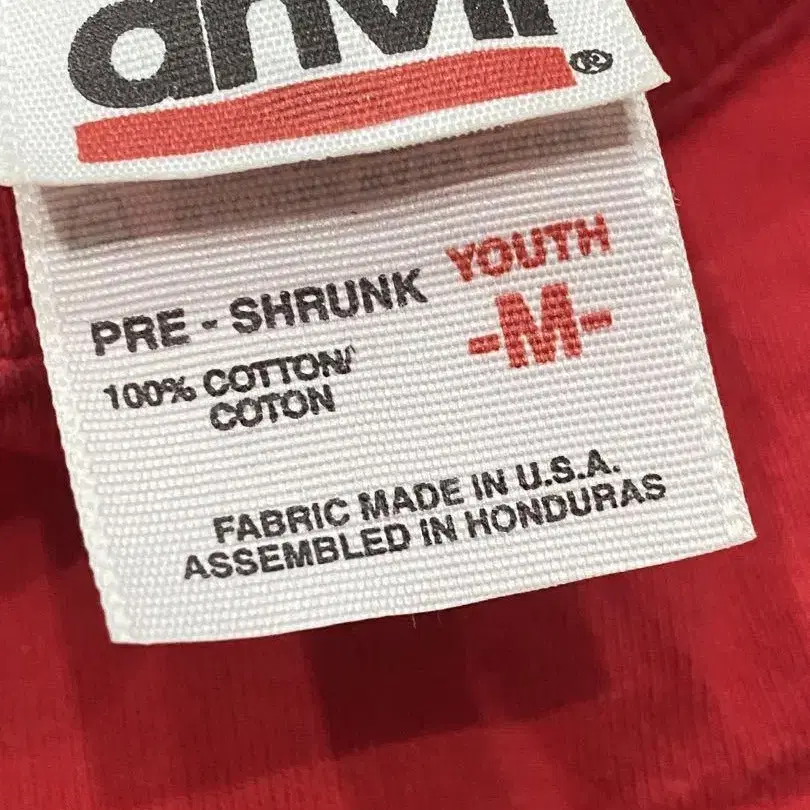 anvil®
YOUTH
-M-
PRE - SHRUNK
100% COTTON/
COTON
FABRIC MADE IN U.S.A.
ASSEMBLED IN HONDURAS